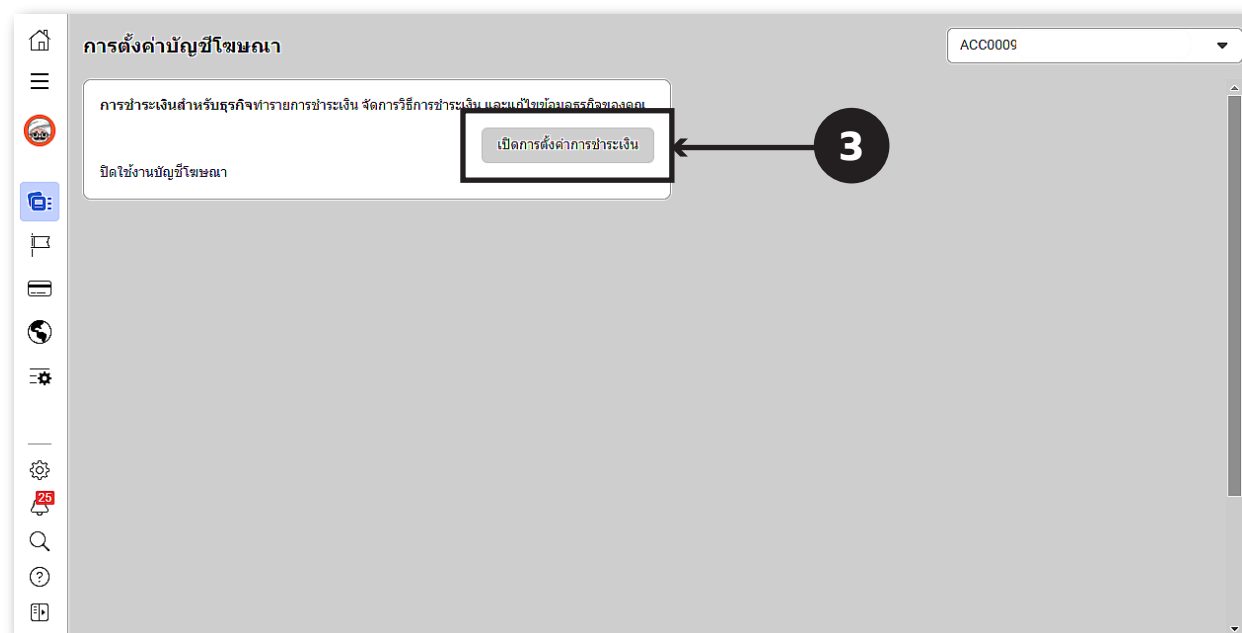 การตั้งค่าบัญชีโฆษณา
ACC0009
การชำระเงินสำหรับธุรกิจทำรายการชำระเงิน จัดการวิธีการชำระเงิน และแก้ไขข้อมูลธุรกิจของคุณ
เปิดการตั้งค่าการชำระเงิน
3
ปิดใช้งานบัญชีโฆษณา
25